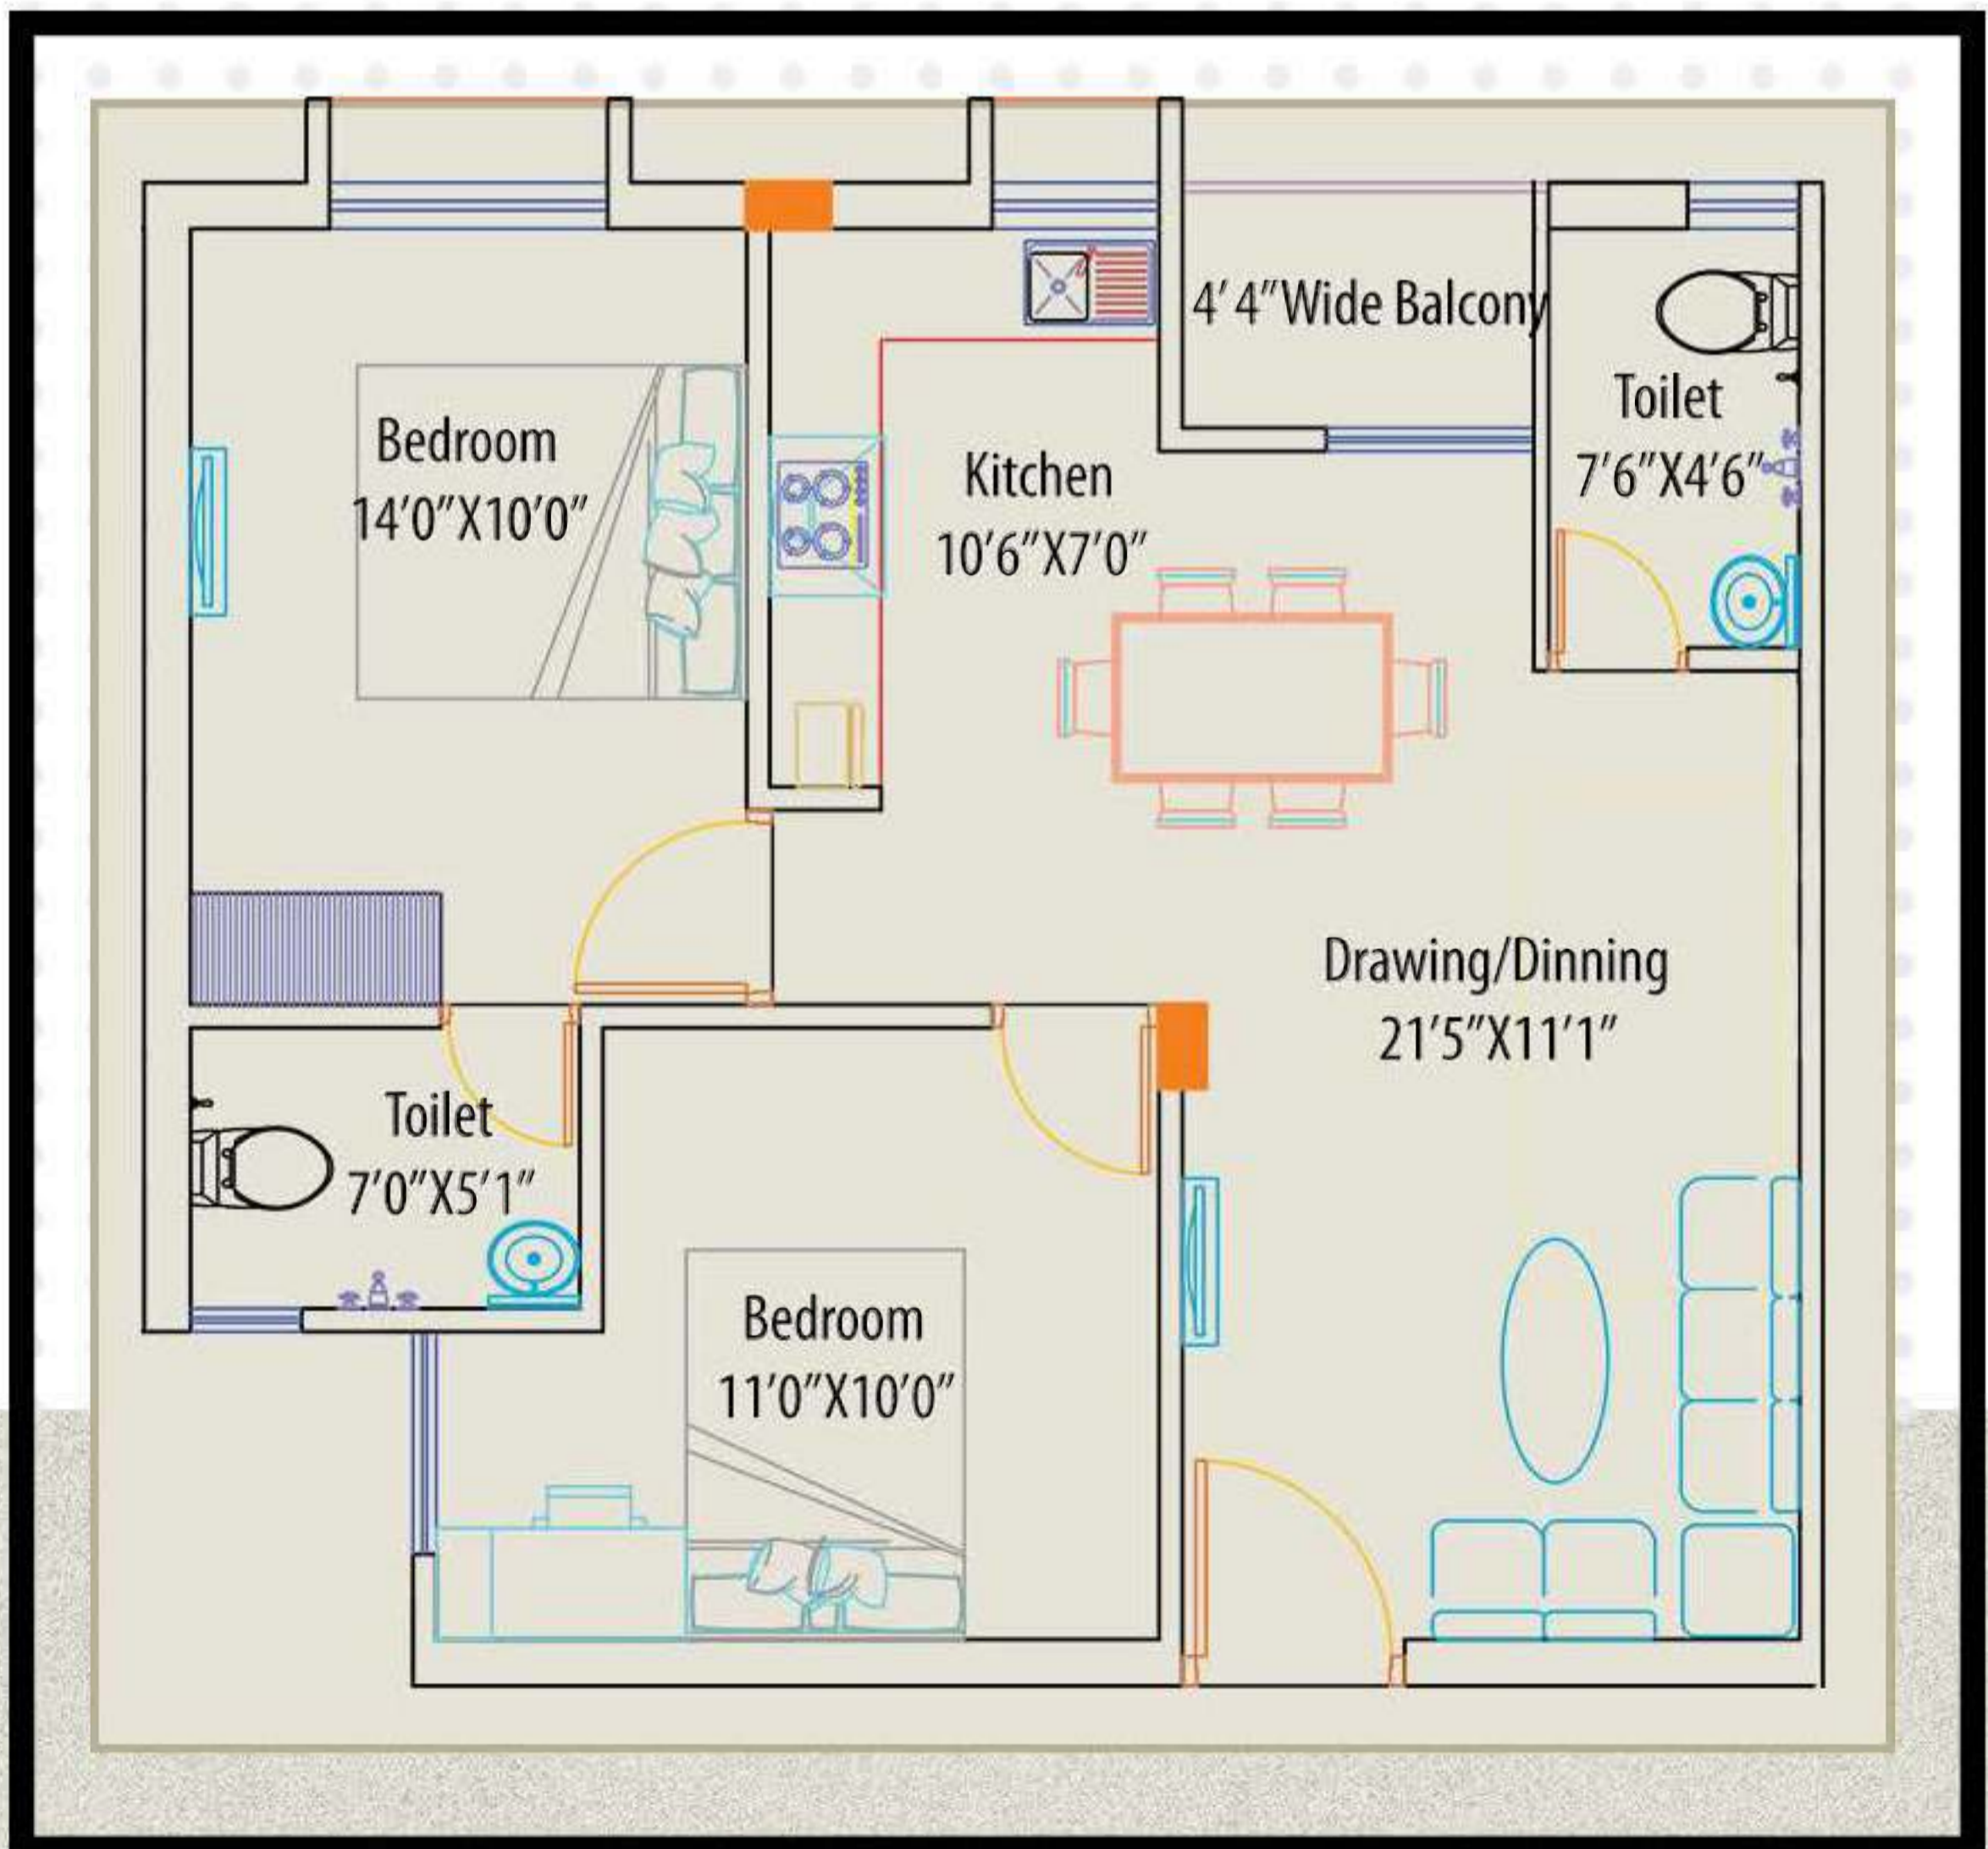 4'4"Wide Balcony
Toilet
7'6"X4'6"
Bedroom
14'0"X10'0"
Kitchen
10'6"X7'0"
Drawing/Dinning
21'5"X11'1"
Toilet
7'0"X5'1"
Bedroom
11'0"X10'0"